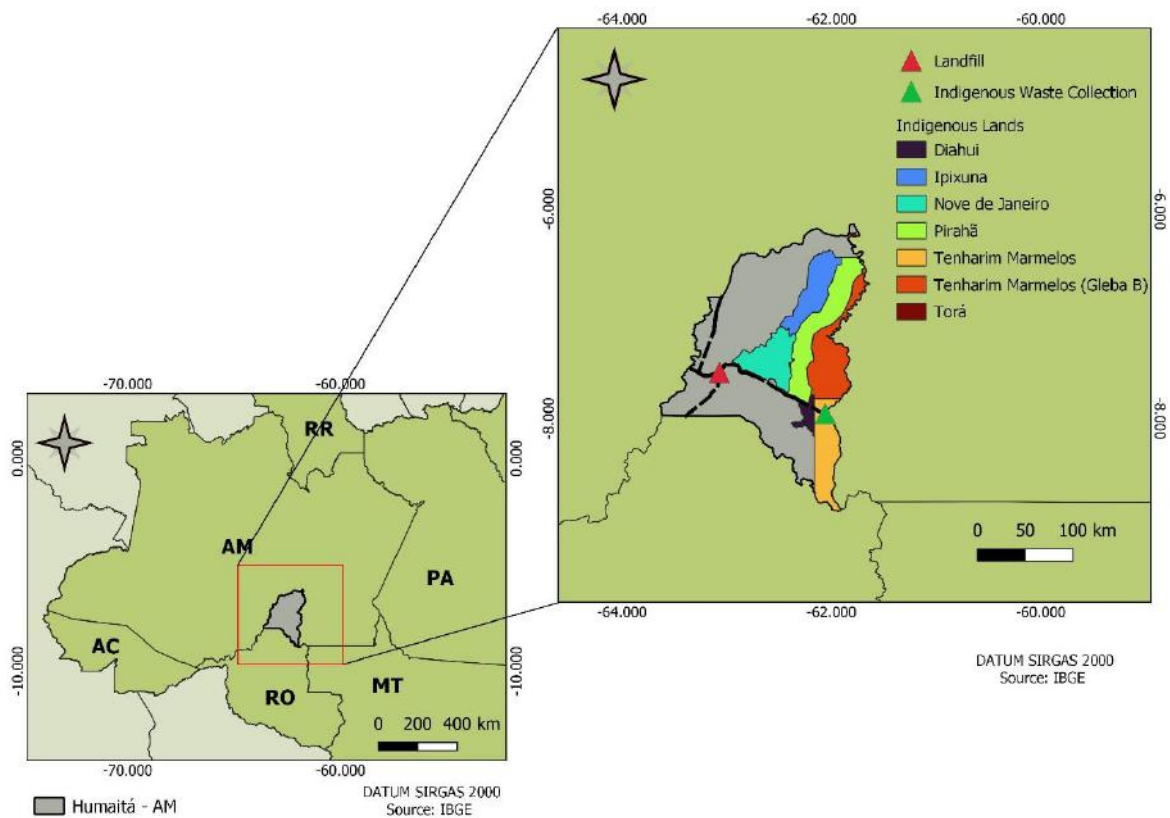 -64.000
-62.000
-60.000
Landfill
Indigenous Waste Collection
Indigenous Lands
Diahui
Ipixuna
Nove de Janeiro
Pirahã
Tenharim Marmelos
Tenharim Marmelos (Gleba B)
Torá
-6.000
-6.000
-8.000
-8.000
0 50 100 km
-64.000
-62.000
-60.000
DATUM SIRGAS 2000
Source: IBGE
-70.000
-60.000
0.000
0.000
RR
AM
PA
AC
RO
MT
-10.000
-10.000
0 200 400 km
-70.000
-60.000
Humaitá - AM
DATUM SIRGAS 2000
Source: IBGE